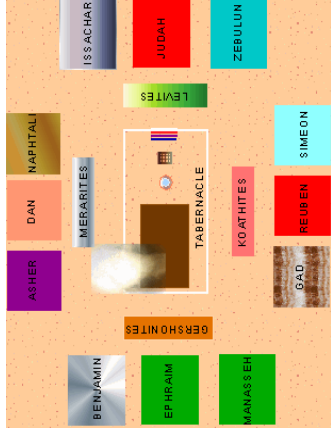 ISSACHAR
JUDAH
ZEBULUN
LEVITES
NAPHTALI
SIMEON
MERARITES
TABERNACLE
KOATHITES
DAN
REUBEN
ASHER
GAD
GERSHONITES
BENJAMIN
EPHRAIM
MANASSEH